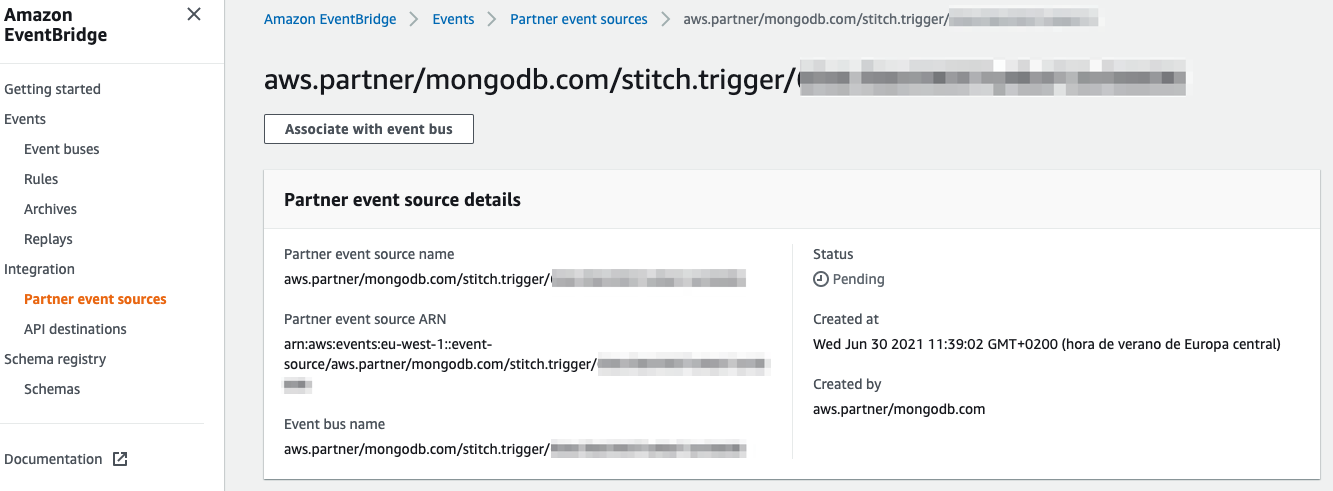 Amazon
EventBridge
Getting started
Events
Event buses
Rules
Archives
Replays
Integration
Partner event sources
API destinations
Schema registry
Schemas
Documentation
Amazon EventBridge > Events > Partner event sources > aws.partner/mongodb.com/stitch.trigger/
aws.partner/mongodb.com/stitch.trigger/
Associate with event bus
Partner event source details
Partner event source name
aws.partner/mongodb.com/stitch.trigger/
Partner event source ARN
arn:aws:events:eu-west-1::event-
source/aws.partner/mongodb.com/stitch.trigger/
Event bus name
aws.partner/mongodb.com/stitch.trigger/
Status
Pending
Created at
Wed Jun 30 2021 11:39:02 GMT+0200 (hora de verano de Europa central)
Created by
aws.partner/mongodb.com